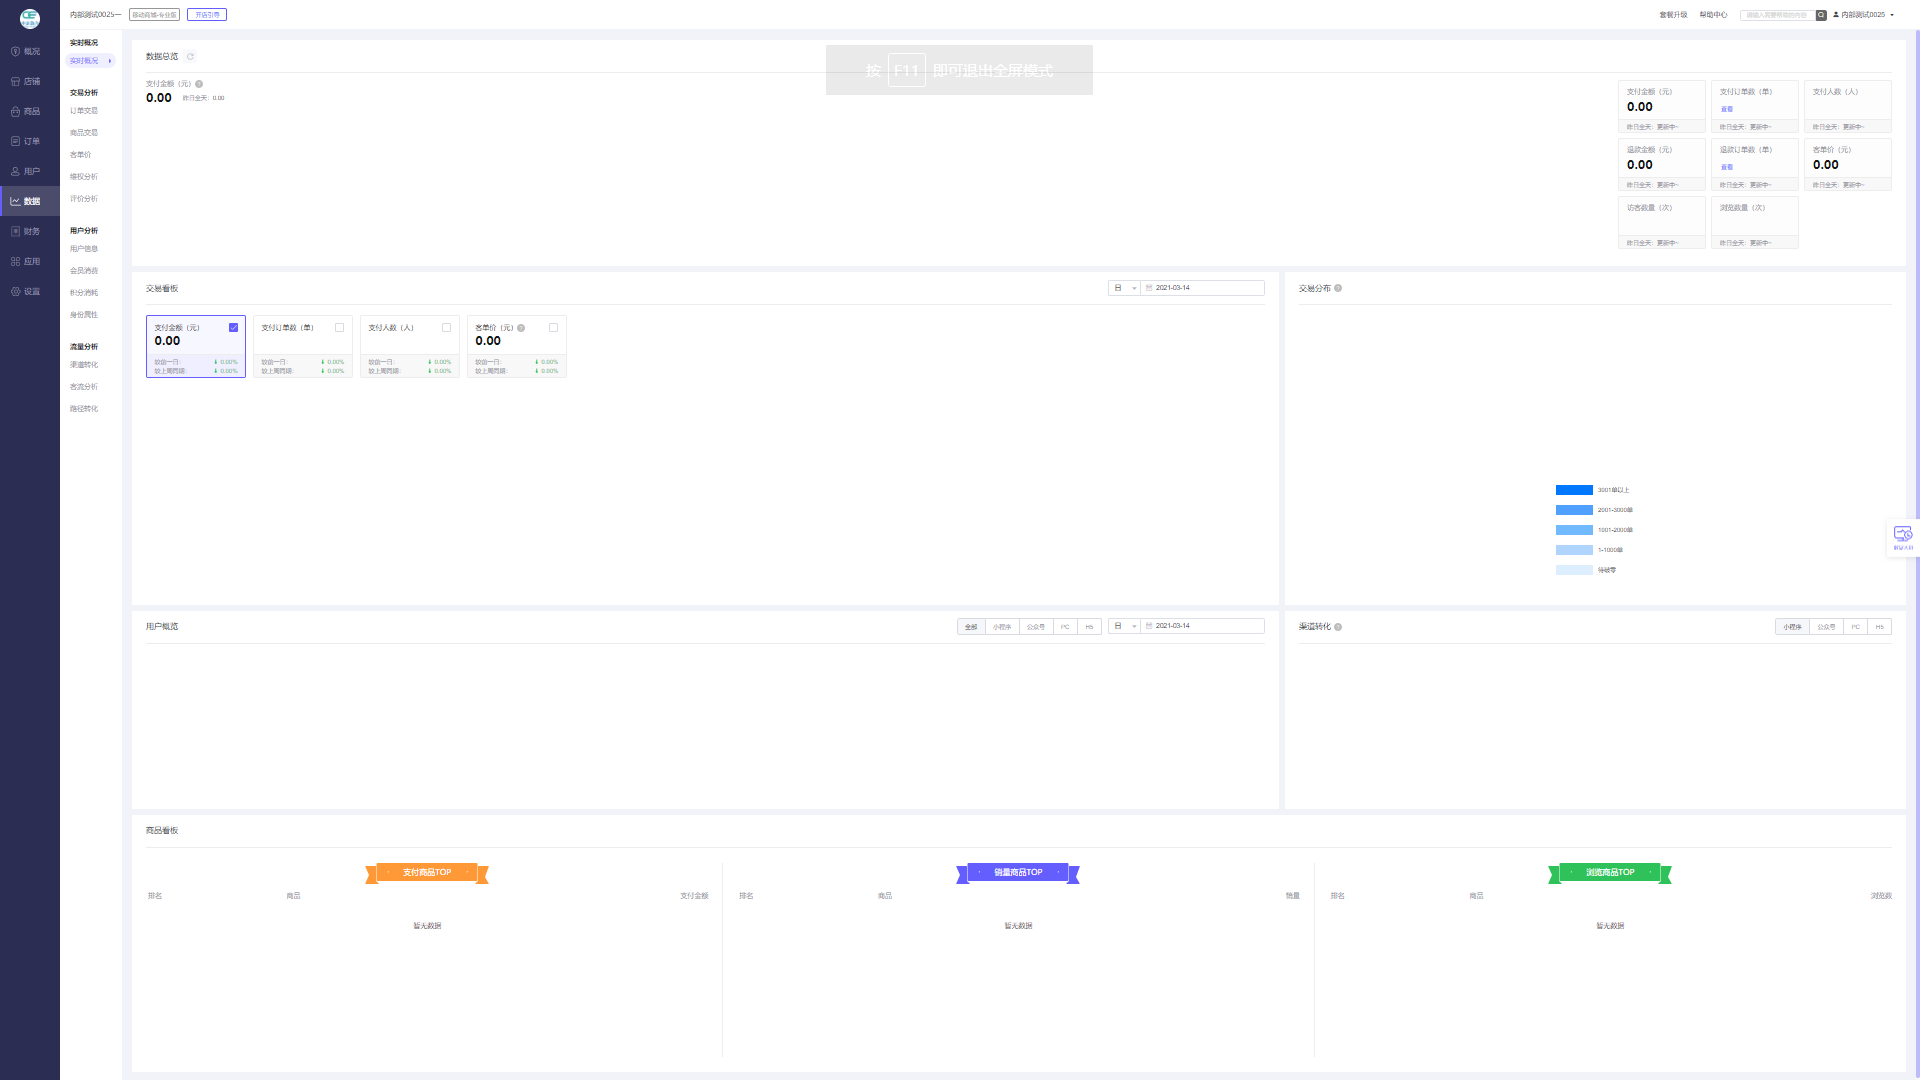 内部测试0025一 移动商城-专业版 开店引导
套餐升级 帮助中心 请输入需要帮助的内容 内部测试0025
概况
店铺
商品
订单
用户
数据
财务
应用
设置
实时概况
实时概况
交易分析
订单交易
商品交易
客单价
维权分析
评价分析
用户分析
用户信息
会员消费
积分消耗
身份属性
流量分析
渠道转化
客流分析
路径转化
数据总览
按 F11 即可退出全屏模式
支付金额（元）
0.00 昨日全天：0.00
支付金额（元） 支付订单数（单） 支付人数（人）
0.00 查看
昨日全天：更新中~ 昨日全天：更新中~ 昨日全天：更新中~
退款金额（元） 退款订单数（单） 客单价（元）
0.00 查看 0.00
昨日全天：更新中~ 昨日全天：更新中~ 昨日全天：更新中~
访客数量（次） 浏览数量（次）
昨日全天：更新中~ 昨日全天：更新中~
交易看板 日 2021-03-14
支付金额（元） 支付订单数（单） 支付人数（人） 客单价（元）
0.00 0.00
较前一日： 0.00% 较前一日： 0.00% 较前一日： 0.00% 较前一日： 0.00%
较上周同期： 0.00% 较上周同期： 0.00% 较上周同期： 0.00% 较上周同期： 0.00%
交易分布
3001单以上
2001-3000单
1001-2000单
1-1000单
待破零
用户概览 全部 小程序 公众号 PC H5 日 2021-03-14
渠道转化 小程序 公众号 PC H5
商品看板
支付商品TOP
排名 商品 支付金额
暂无数据
销量商品TOP
排名 商品 销量
暂无数据
浏览商品TOP
排名 商品 浏览数
暂无数据